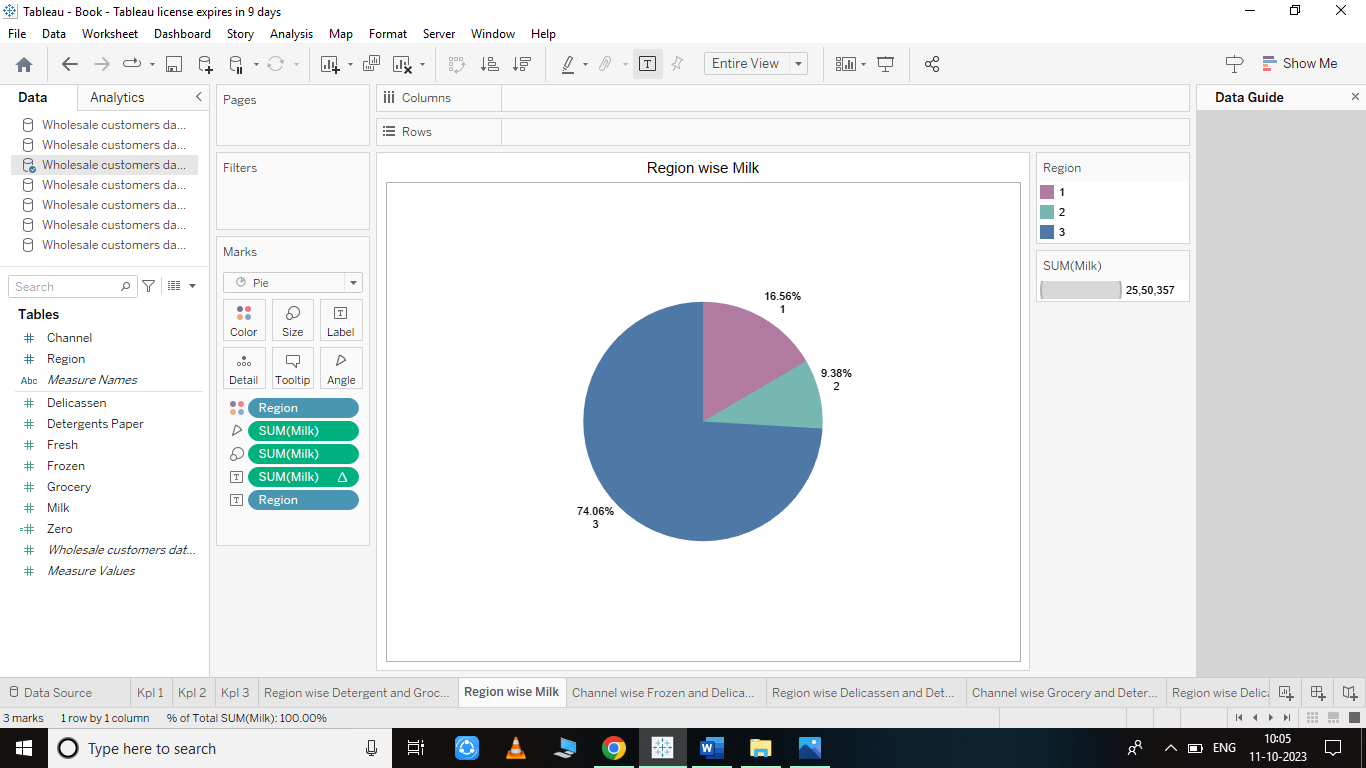 Tableau - Book - Tableau license expires in 9 days
File Data Worksheet Dashboard Story Analysis Map Format Server Window Help
Entire View
Show Me
Data Analytics
Wholesale customers da...
Wholesale customers da...
Wholesale customers da...
Wholesale customers da...
Wholesale customers da...
Wholesale customers da...
Wholesale customers da...
Search
Tables
Channel
Region
Abc Measure Names
Delicassen
Detergents Paper
Fresh
Frozen
Grocery
Milk
Zero
Wholesale customers dat...
Measure Values
Pages
Filters
Marks
Pie
Color Size Label
Detail Tooltip Angle
Region
SUM(Milk)
SUM(Milk)
SUM(Milk)
Region
Columns
Rows
Region wise Milk
16.56%
1
9.38%
2
74.06%
3
Region
1
2
3
SUM(Milk)
25,50,357
Data Guide
Data Source Kpl 1 Kpl 2 Kpl 3 Region wise Detergent and Groc... Region wise Milk Channel wise Frozen and Delica... Region wise Delicassen and Det... Channel wise Grocery and Deter... Region wise Delica
3 marks 1 row by 1 column % of Total SUM(Milk): 100.00%
Type here to search
ENG
10:05
11-10-2023